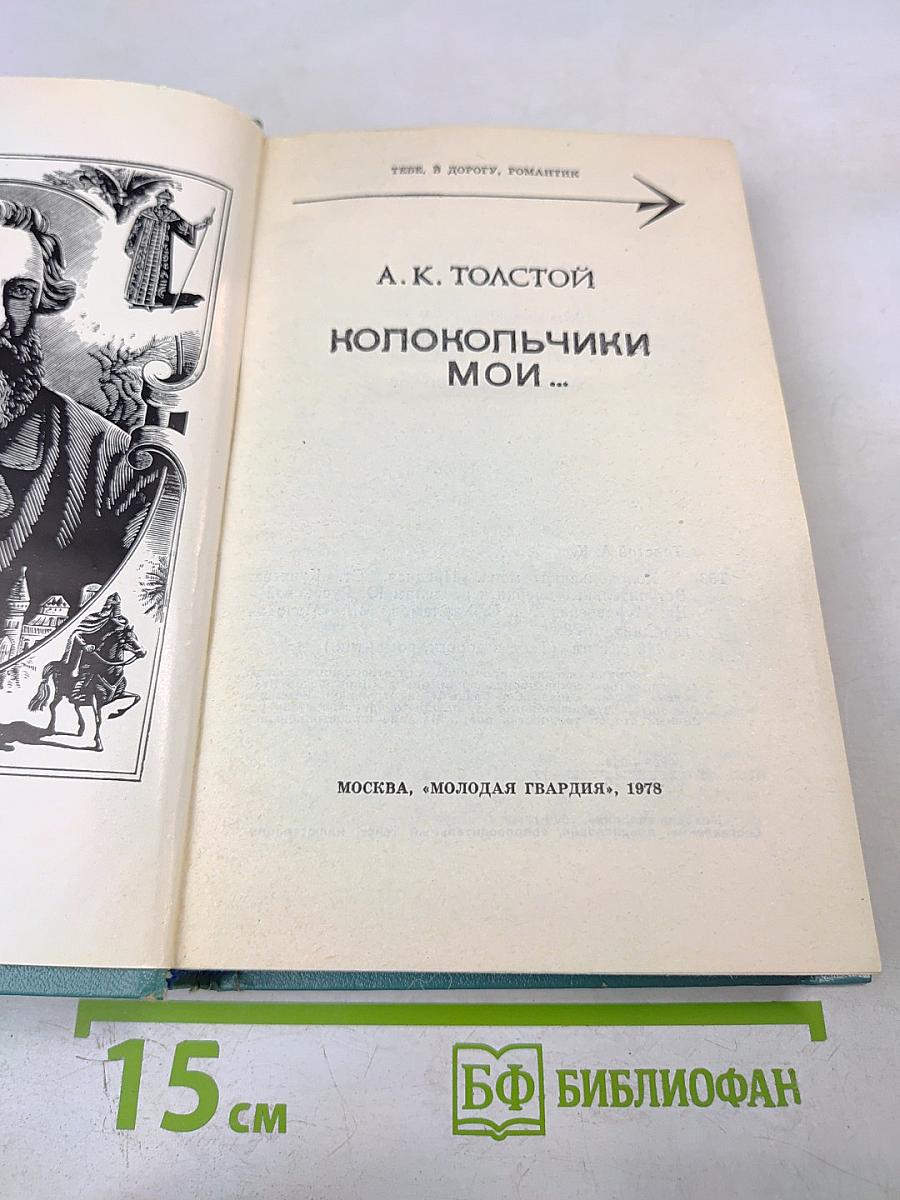 ТЕБЕ, В ДОРОГУ, РОМАНТИК
А. К. ТОЛСТОЙ
КОЛОКОЛЬЧИКИ
МОИ...
МОСКВА, «МОЛОДАЯ ГВАРДИЯ», 1978
15 см
БФ БИБЛИОФАН